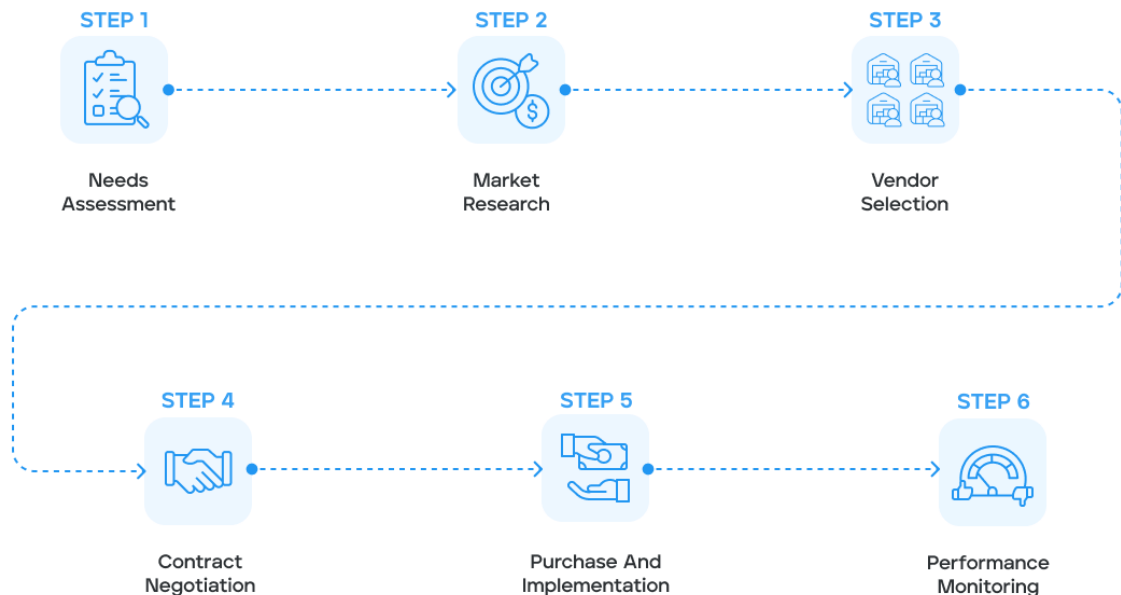 STEP 1
STEP 2
STEP 3
$
Needs
Assessment
Market
Research
Vendor
Selection
STEP 4
STEP 5
STEP 6
Contract
Negotiation
Purchase And
Implementation
Performance
Monitoring